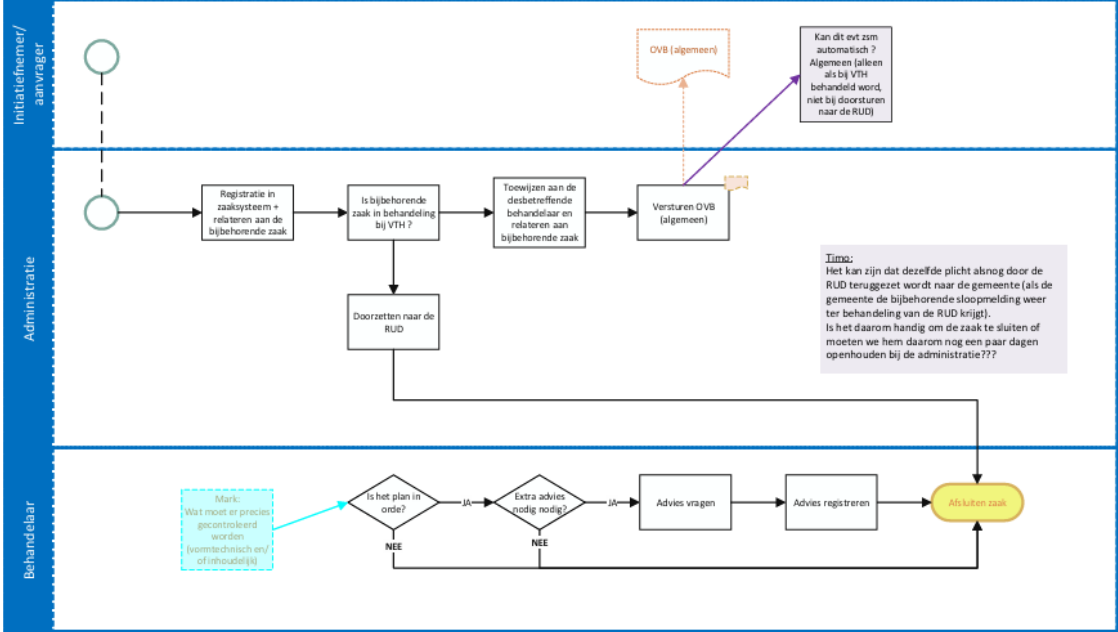 Initiatiefnemer/
aanvrager
OVB (algemeen)
Kan dit evt zsm
automatisch ?
Algemeen (alleen
als bij VTH
behandeld word,
niet bij doorsturen
naar de RUD)
Administratie
Registratie in
zaaksysteem +
relateren aan de
bijbehorende zaak
Is bijbehorende
zaak in behandeling
bij VTH ?
Toewijzen aan de
desbetreffende
behandelaar en
relateren aan
bijbehorende zaak
Versturen OVB
(algemeen)
Doorzetten naar de
RUD
Timo:
Het kan zijn dat dezelfde plicht alsnog door de
RUD teruggezet wordt naar de gemeente (als de
gemeente de bijbehorende sloopmelding weer
ter behandeling van de RUD krijgt).
Is het daarom handig om de zaak te sluiten of
moeten we hem daarom nog een paar dagen
openhouden bij de administratie???
Behandelaar
Mark:
Wat moet er precies
gecontroleerd
worden
(vormtechnisch en/
of inhoudelijk)
Is het plan in
orde?
JA
NEE
Extra advies
nodig nodig?
JA
NEE
Advies vragen
Advies registreren
Afsluiten zaak